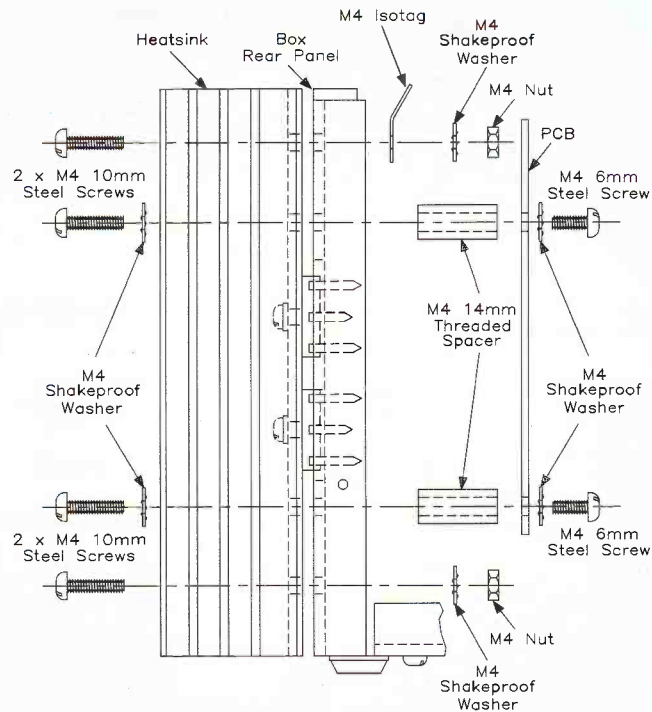 M4 Isotag
M4
Shakeproof
Washer
Heatsink
Box
Rear Panel
M4 Nut
PCB
2 x M4 10mm
Steel Screws
M4 6mm
Steel Screw
M4 14mm
Threaded
Spacer
M4
Shakeproof
Washer
M4
Shakeproof
Washer
2 x M4 10mm
Steel Screws
M4 6mm
Steel Screw
M4 Nut
M4
Shakeproof
Washer